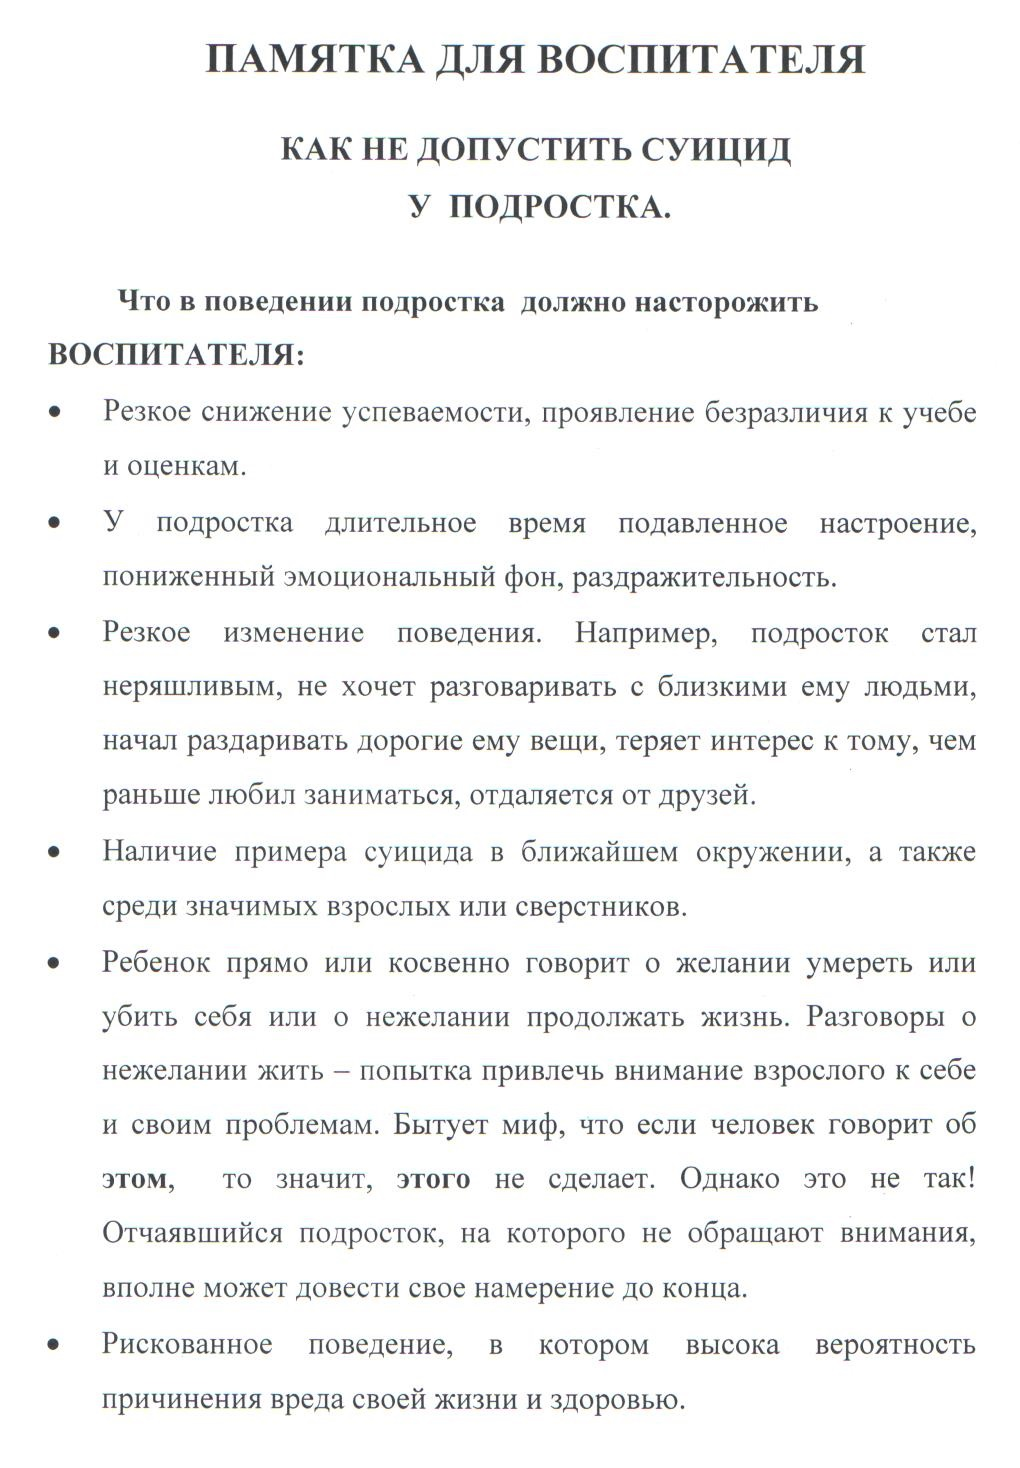 ПАМЯТКА ДЛЯ ВОСПИТАТЕЛЯ
КАК НЕ ДОПУСТИТЬ СУИЦИД
У ПОДРОСТКА.
Что в поведении подростка должно насторожить
ВОСПИТАТЕЛЯ:
• Резкое снижение успеваемости, проявление безразличия к учебе
и оценкам.
• У подростка длительное время подавленное настроение,
пониженный эмоциональный фон, раздражительность.
• Резкое изменение поведения. Например, подросток стал
неряшливым, не хочет разговаривать с близкими ему людьми,
начал раздаривать дорогие ему вещи, теряет интерес к тому, чем
раньше любил заниматься, отдаляется от друзей.
• Наличие примера суицида в ближайшем окружении, а также
среди значимых взрослых или сверстников.
• Ребенок прямо или косвенно говорит о желании умереть или
убить себя или о нежелании продолжать жизнь. Разговоры о
нежелании жить – попытка привлечь внимание взрослого к себе
и своим проблемам. Бытует миф, что если человек говорит об
этом, то значит, этого не сделает. Однако это не так!
Отчаявшийся подросток, на которого не обращают внимания,
вполне может довести свое намерение до конца.
• Рискованное поведение, в котором высока вероятность
причинения вреда своей жизни и здоровью.